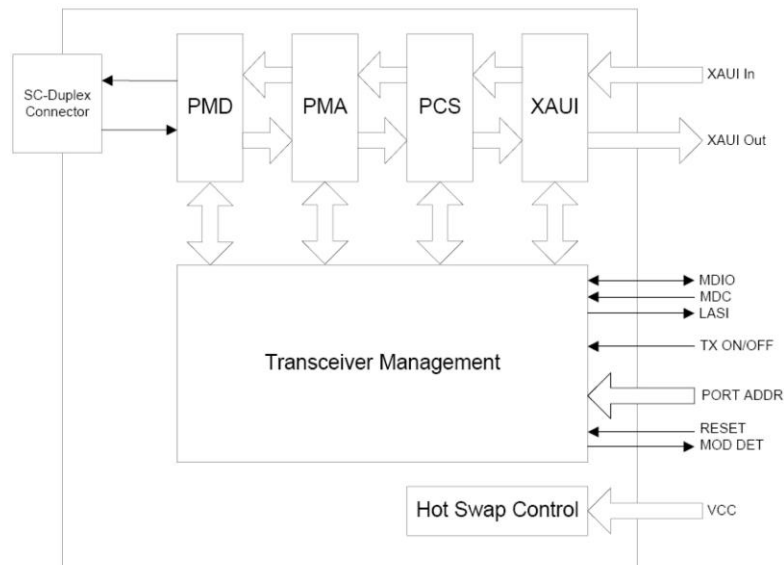 SC-Duplex
Connector
PMD
PMA
PCS
XAUI
XAUI In
XAUI Out
Transceiver Management
MDIO
MDC
LASI
TX ON/OFF
PORT ADDR
RESET
MOD DET
Hot Swap Control
VCC